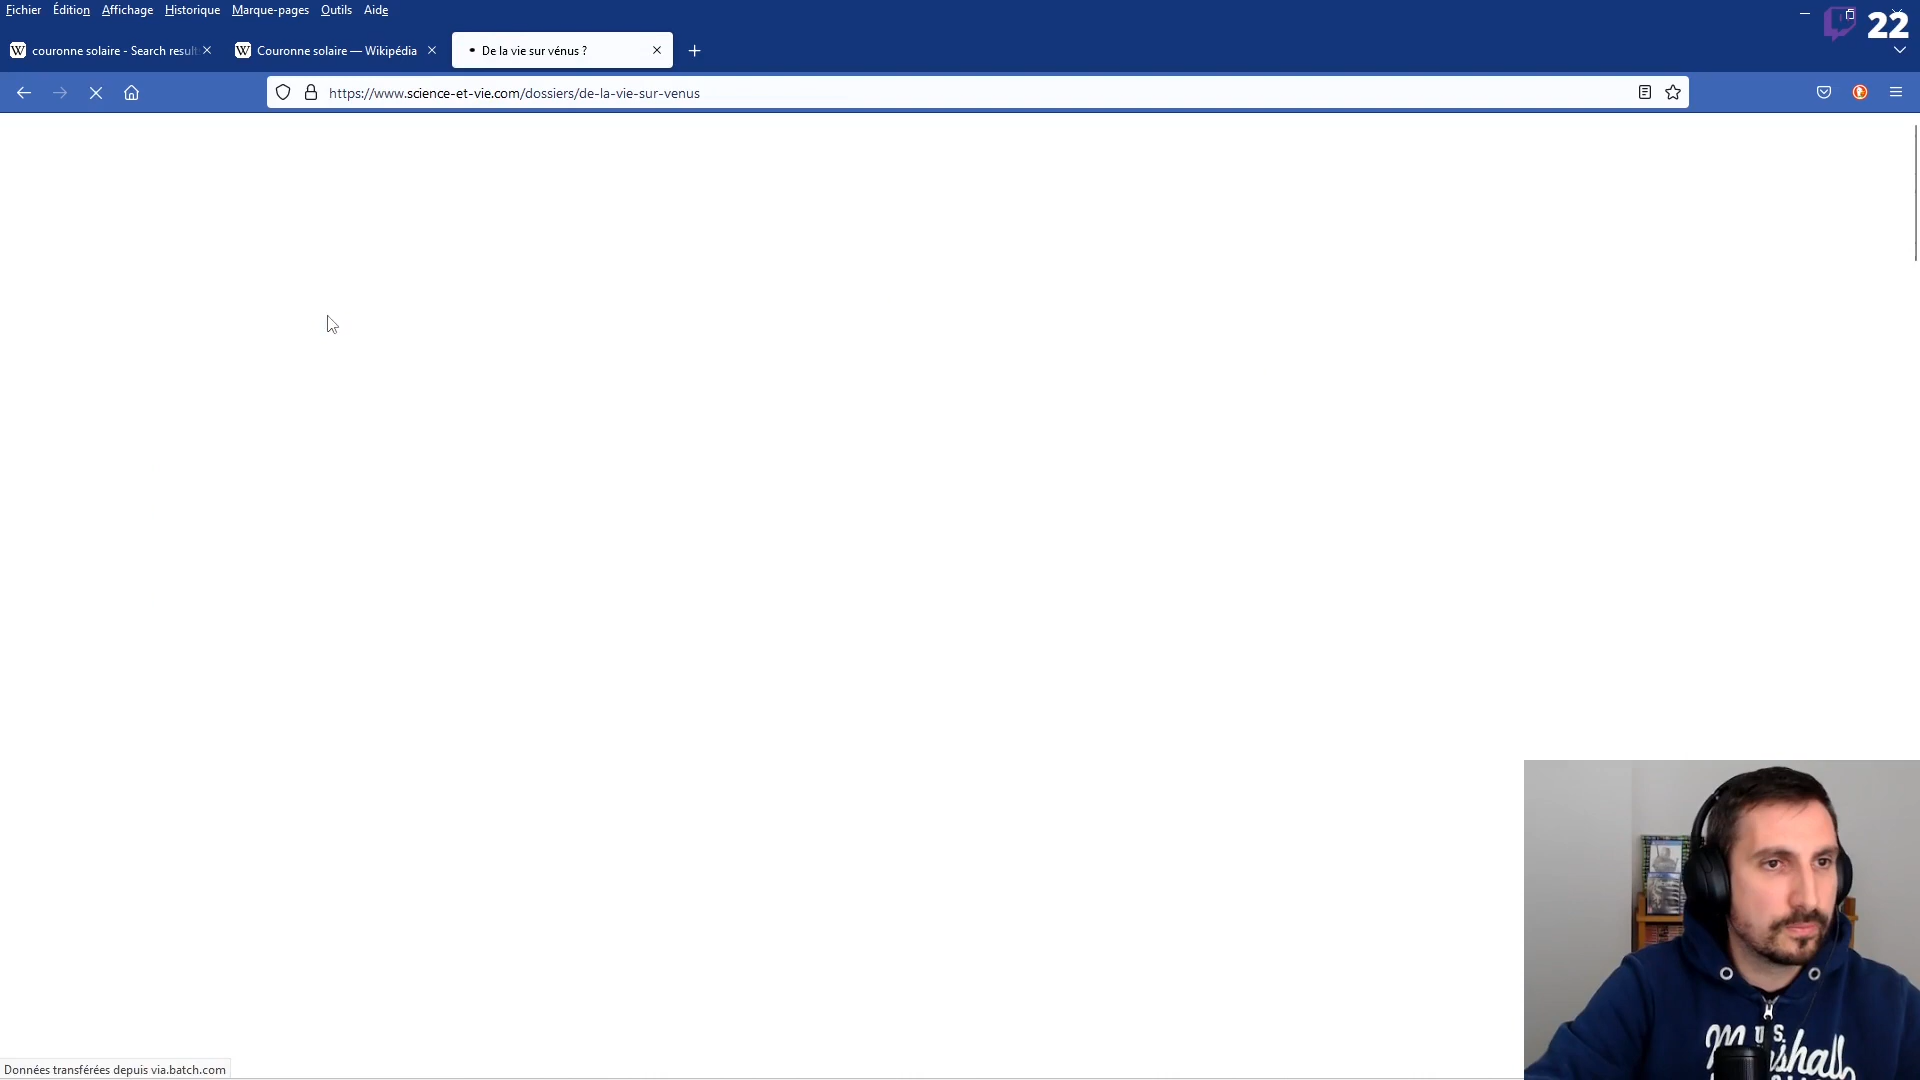 Fichier Édition Affichage Historique Marque-pages Outils Aide
22
couronne solaire - Search result
Couronne solaire — Wikipédia
De la vie sur vénus ?
https://www.science-et-vie.com/dossiers/de-la-vie-sur-venus
U.S.
Marshall
Données transférées depuis via.batch.com